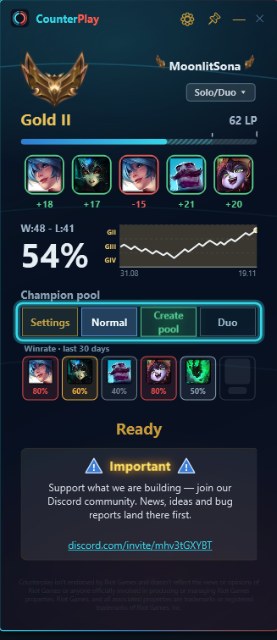 CounterPlay
MoonlitSona
Solo/Duo
Gold II
62 LP
+18 +17 -15 +21 +20
W:48 - L:41
54%
GII
GIII
GIV
31.08 19.11
Champion pool
Settings Normal Create pool Duo
Winrate · last 30 days
80% 60% 40% 80% 50%
Ready
Important
Support what we are building — join our
Discord community. News, ideas and bug
reports land there first.
discord.com/invite/mhv3tGXYBT